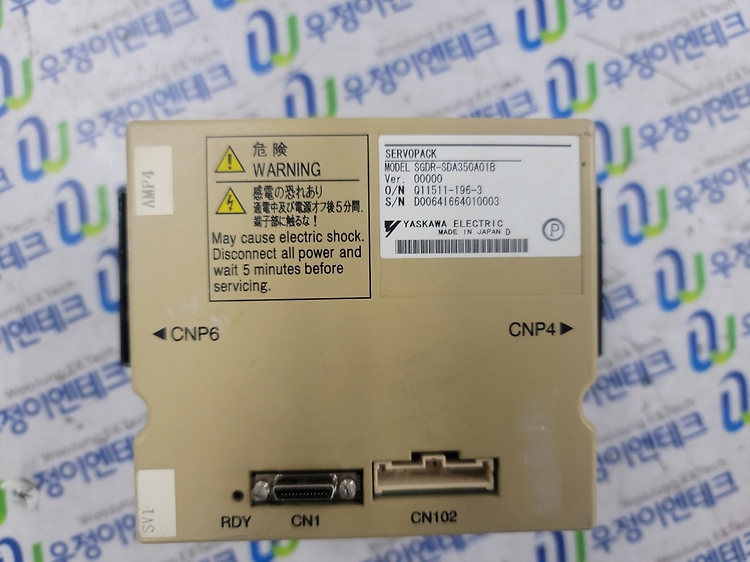 AMP4
危険
WARNING
感電の恐れあり
通電中及び電源オフ後5分間、
端子部に触るな!
May cause electric shock.
Disconnect all power and
wait 5 minutes before
servicing.
SERVOPACK
MODEL SGDR-SDA350A01B
Ver. 00000
O/N Q11511-196-3
S/N D00641664010003
YASKAWA ELECTRIC
MADE IN JAPAN D
P
◀CNP6
CNP4▶
SV1
RDY
CN1
CN102
우정이엔테크
WooJung.EnTech